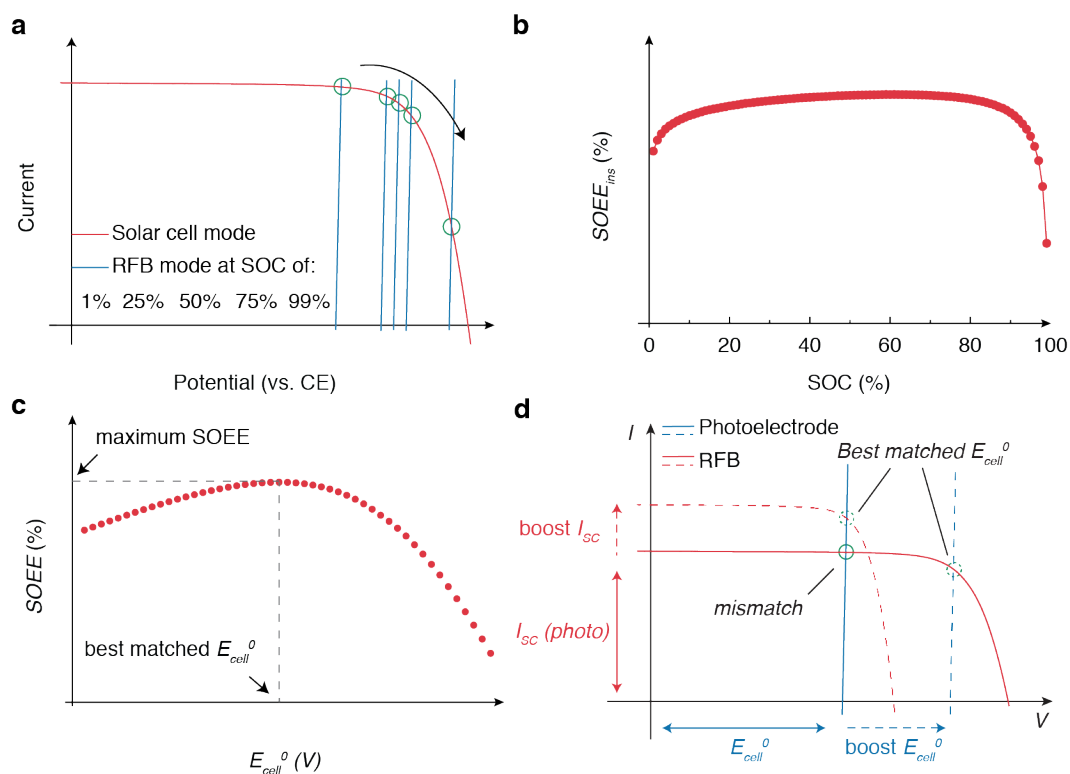 a
Current
Solar cell mode
RFB mode at SOC of:
1% 25% 50% 75% 99%
Potential (vs. CE)
b
SOEE_ins (%)
0 20 40 60 80 100
SOC (%)
c
SOEE (%)
maximum SOEE
best matched E_cell^0
E_cell^0 (V)
d
I
Photoelectrode
RFB
Best matched E_cell^0
boost I_SC
mismatch
I_SC (photo)
V
E_cell^0
boost E_cell^0